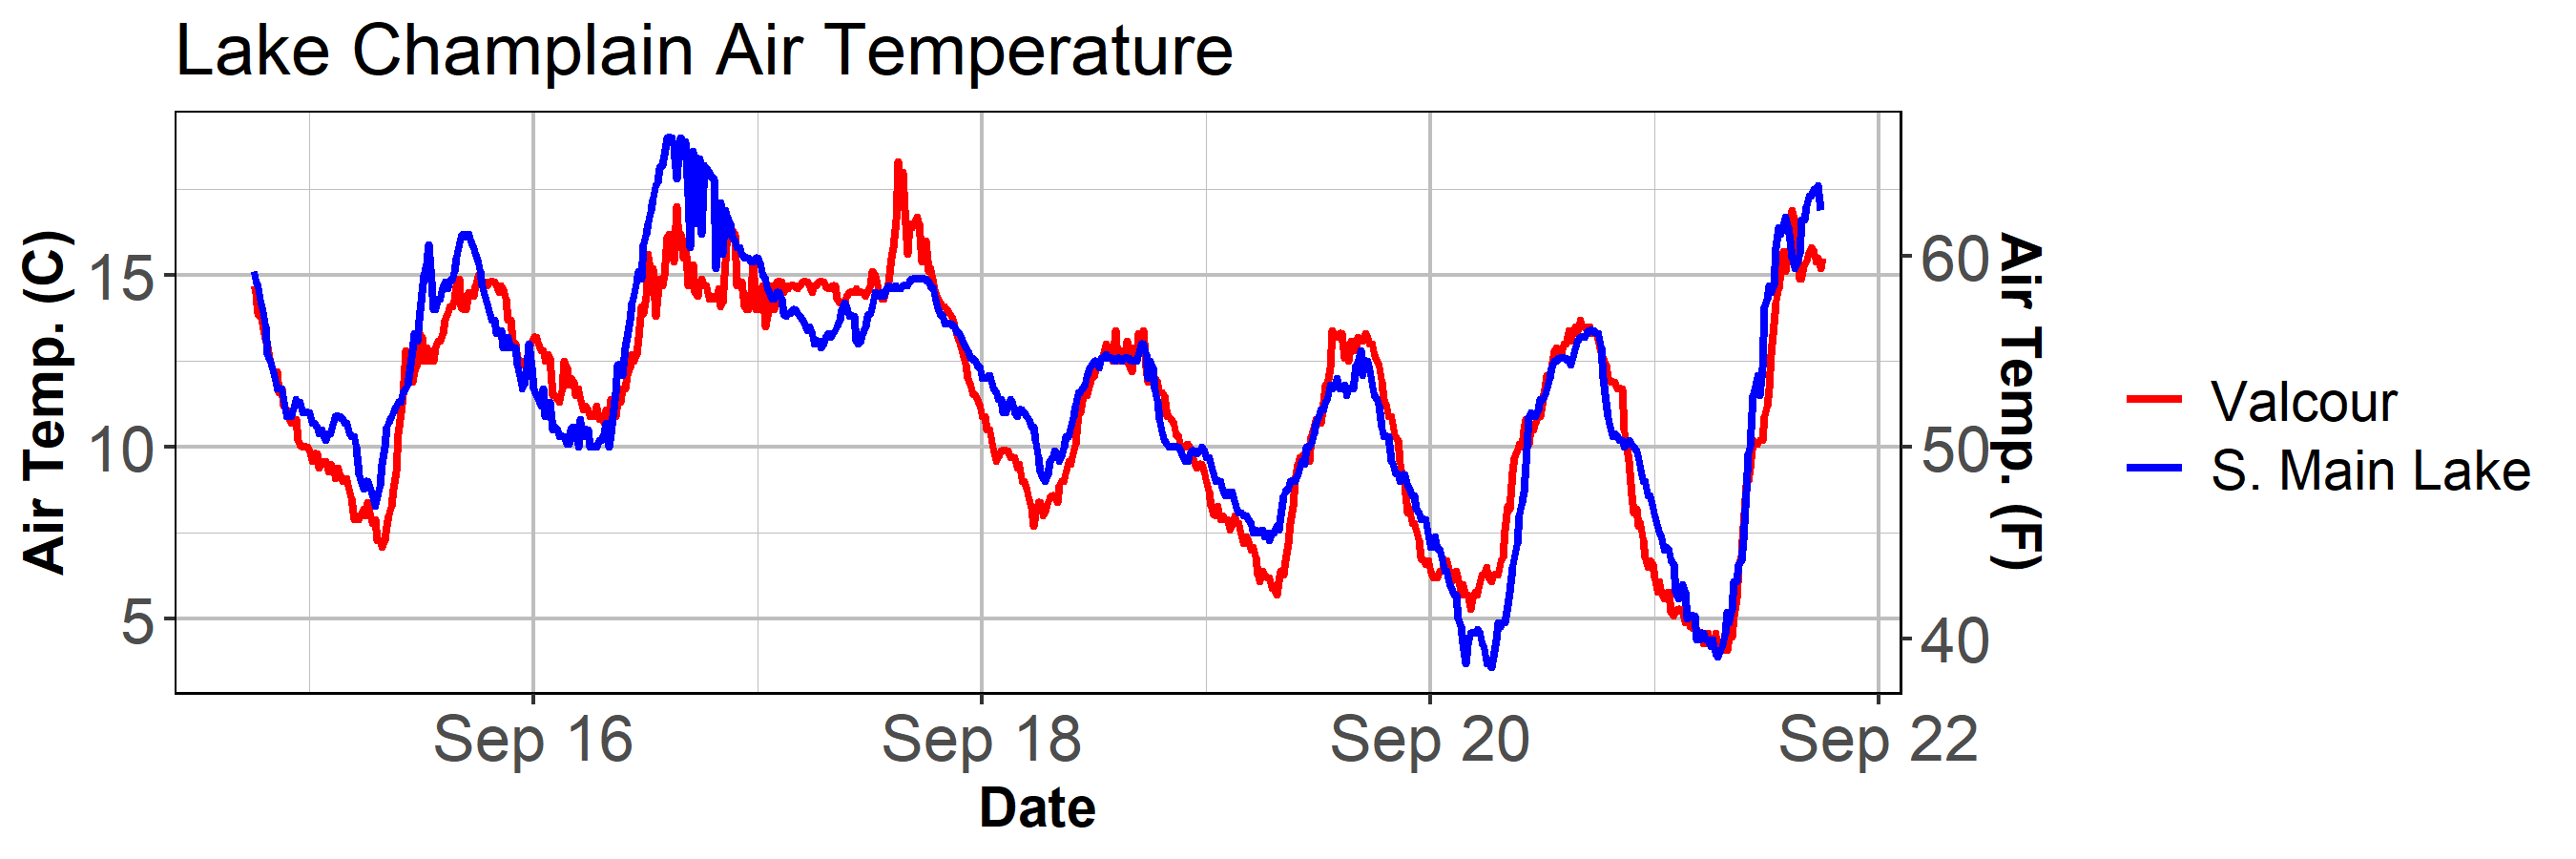 Lake Champlain Air Temperature
Air Temp. (C)
15
10
5
60
50
40
Air Temp. (F)
Sep 16
Sep 18
Sep 20
Sep 22
Date
Valcour
S. Main Lake